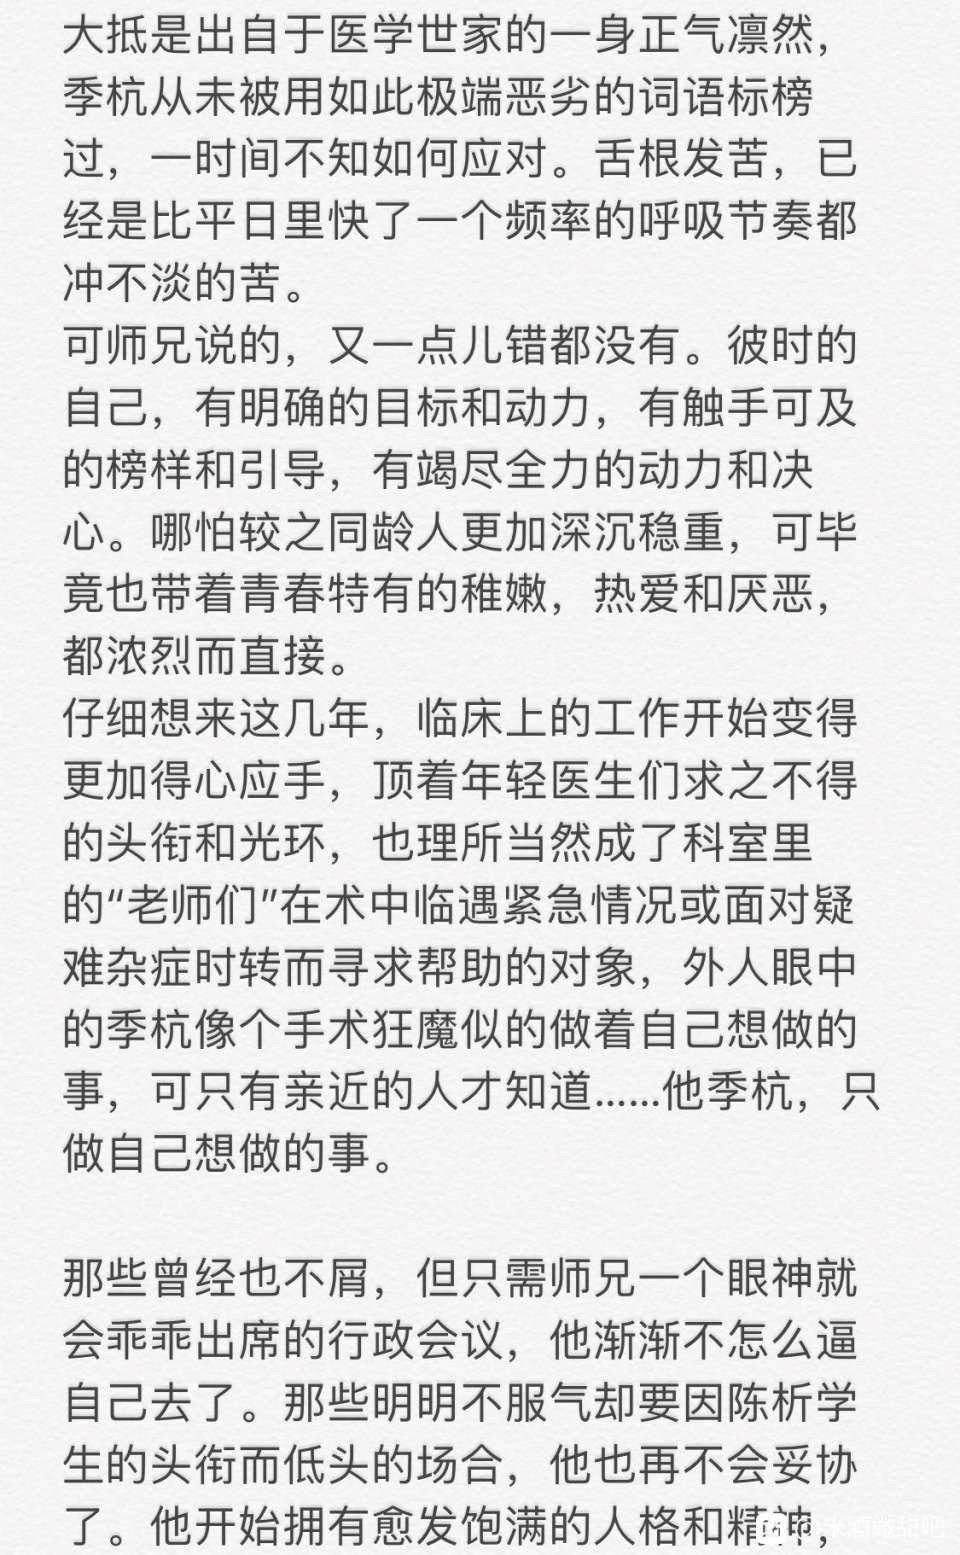 大抵是出自于医学世家的一身正气凛然，
季杭从未被用如此极端恶劣的词语标榜
过，一时间不知如何应对。舌根发苦，已
经是比平日里快了一个频率的呼吸节奏都
冲不淡的苦。
可师兄说的，又一点儿错都没有。彼时的
自己，有明确的目标和动力，有触手可及
的榜样和引导，有竭尽全力的动力和决
心。哪怕较之同龄人更加深沉稳重，可毕
竟也带着青春特有的稚嫩，热爱和厌恶，
都浓烈而直接。
仔细想来这几年，临床上的工作开始变得
更加得心应手，顶着年轻医生们求之不得
的头衔和光环，也理所当然成了科室里
的“老师们”在术中临遇紧急情况或面对疑
难杂症时转而寻求帮助的对象，外人眼中
的季杭像个手术狂魔似的做着自己想做的
事，可只有亲近的人才知道……他季杭，只
做自己想做的事。
那些曾经也不屑，但只需师兄一个眼神就
会乖乖出席的行政会议，他渐渐不怎么逼
自己去了。那些明明不服气却要因陈析学
生的头衔而低头的场合，他也再不会妥协
了。他开始拥有愈发饱满的人格和精神，